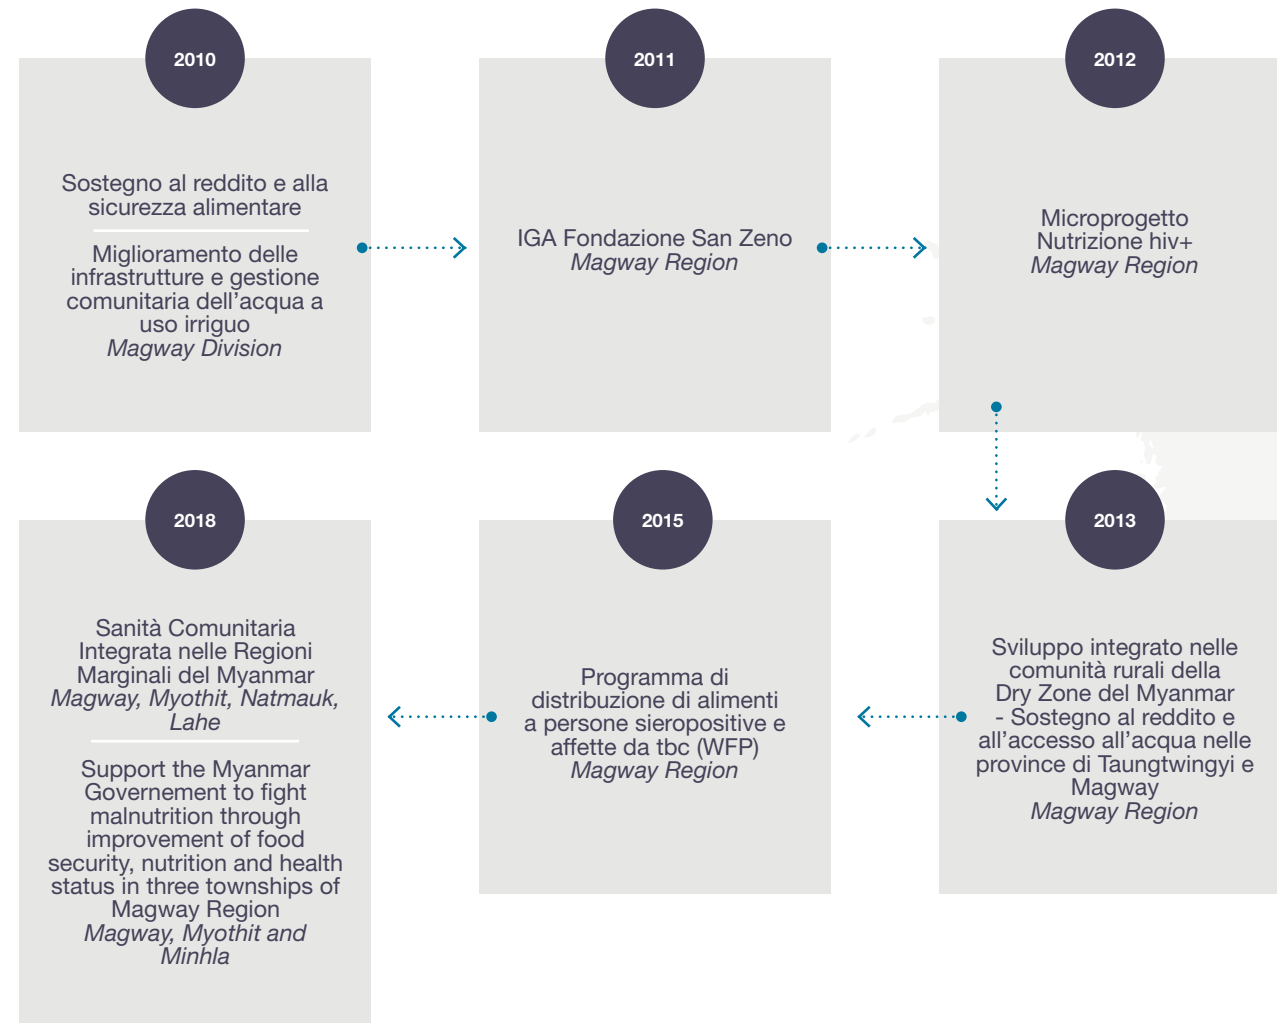 2010
Sostegno al reddito e alla
sicurezza alimentare
Miglioramento delle
infrastrutture e gestione
comunitaria dell’acqua a
uso irriguo
Magway Division
2011
IGA Fondazione San Zeno
Magway Region
2012
Microprogetto
Nutrizione hiv+
Magway Region
2013
Sviluppo integrato nelle
comunità rurali della
Dry Zone del Myanmar
- Sostegno al reddito e
all’accesso all’acqua nelle
province di Taungtwingyi e
Magway
Magway Region
2015
Programma di
distribuzione di alimenti
a persone sieropositive e
affette da tbc (WFP)
Magway Region
2018
Sanità Comunitaria
Integrata nelle Regioni
Marginali del Myanmar
Magway, Myothit, Natmauk,
Lahe
Support the Myanmar
Governement to fight
malnutrition through
improvement of food
security, nutrition and health
status in three townships of
Magway Region
Magway, Myothit and
Minhla